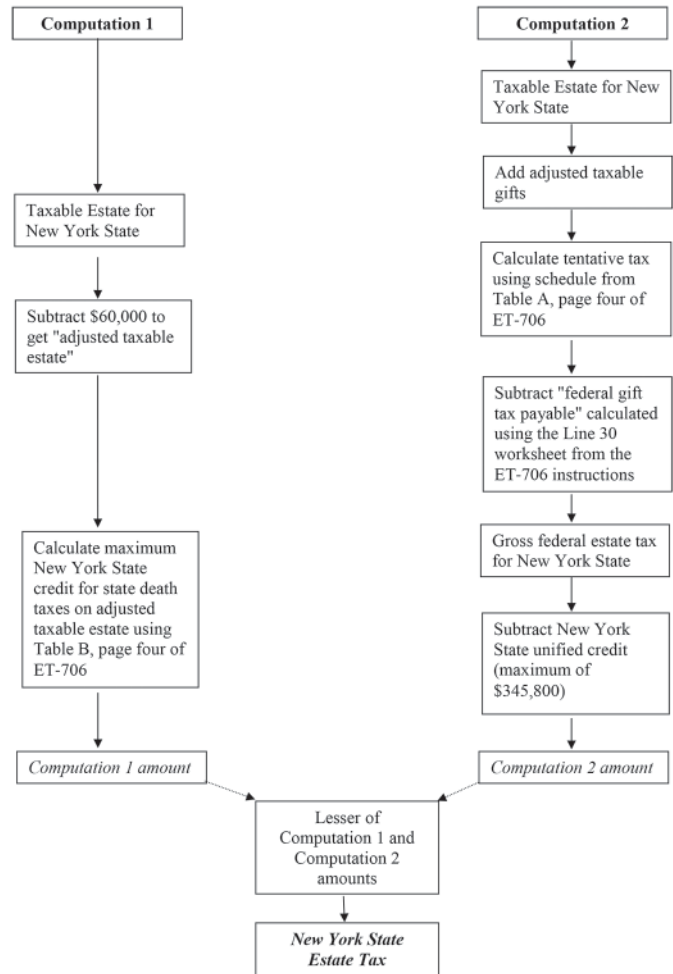 Computation 1
Taxable Estate for
New York State
Subtract $60,000 to
get "adjusted taxable
estate"
Calculate maximum
New York State
credit for state death
taxes on adjusted
taxable estate using
Table B, page four of
ET-706
Computation 1 amount
Computation 2
Taxable Estate for New
York State
Add adjusted taxable
gifts
Calculate tentative tax
using schedule from
Table A, page four of
ET-706
Subtract "federal gift
tax payable" calculated
using the Line 30
worksheet from the
ET-706 instructions
Gross federal estate tax
for New York State
Subtract New York
State unified credit
(maximum of
$345,800)
Computation 2 amount
Lesser of
Computation 1 and
Computation 2
amounts
New York State
Estate Tax